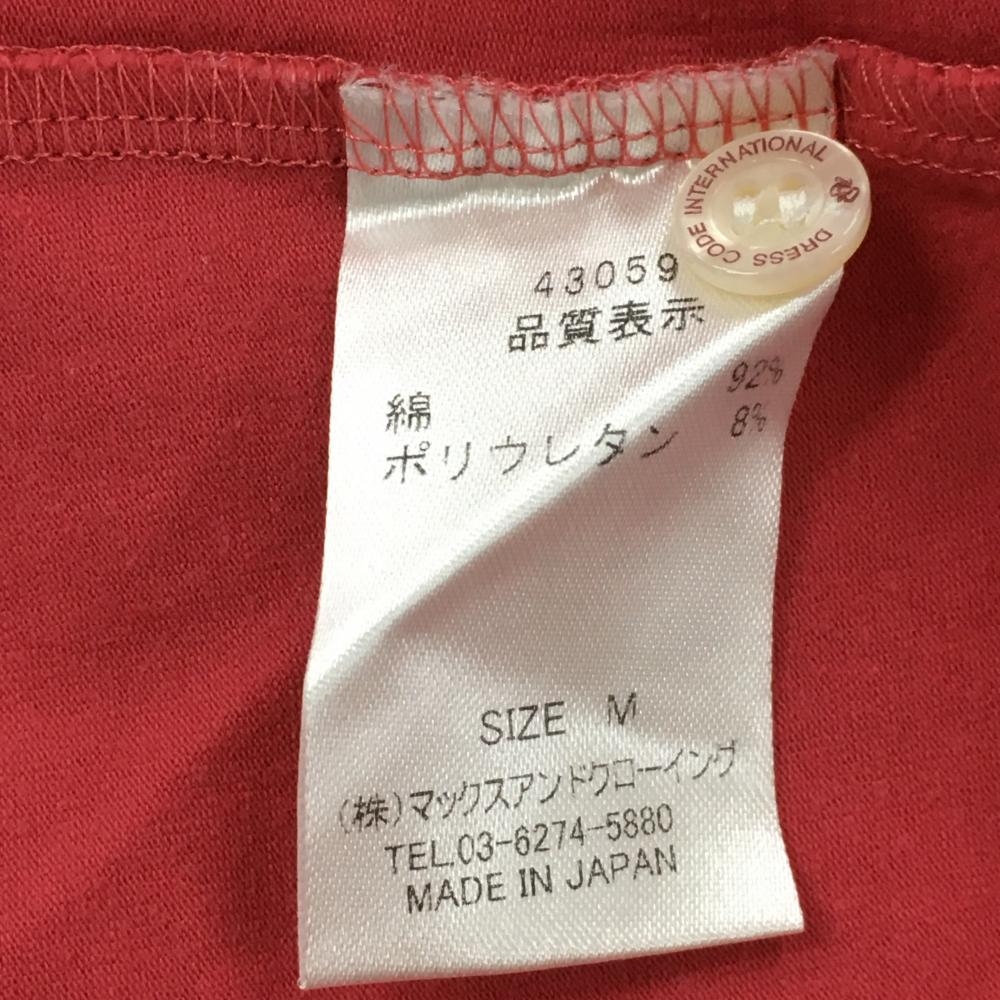 DRESS CODE INTERNATIONAL
43059
品質表示
綿 92%
ポリウレタン 8%
SIZE M
(株)マックスアンドクローイング
TEL.03-6274-5880
MADE IN JAPAN